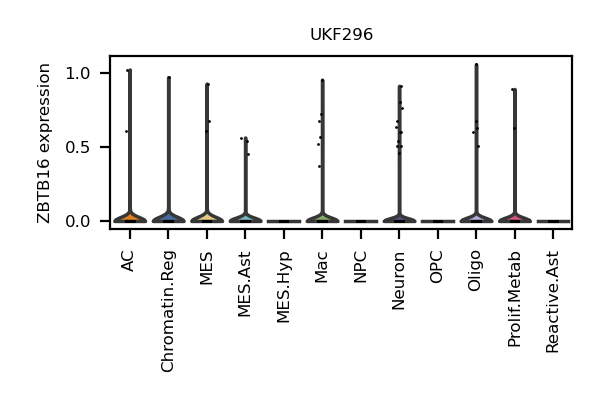 UKF296
ZBTB16 expression
1.0
0.5
0.0
AC
Chromatin.Reg
MES
MES.Ast
MES.Hyp
Mac
NPC
Neuron
OPC
Oligo
Prolif.Metab
Reactive.Ast